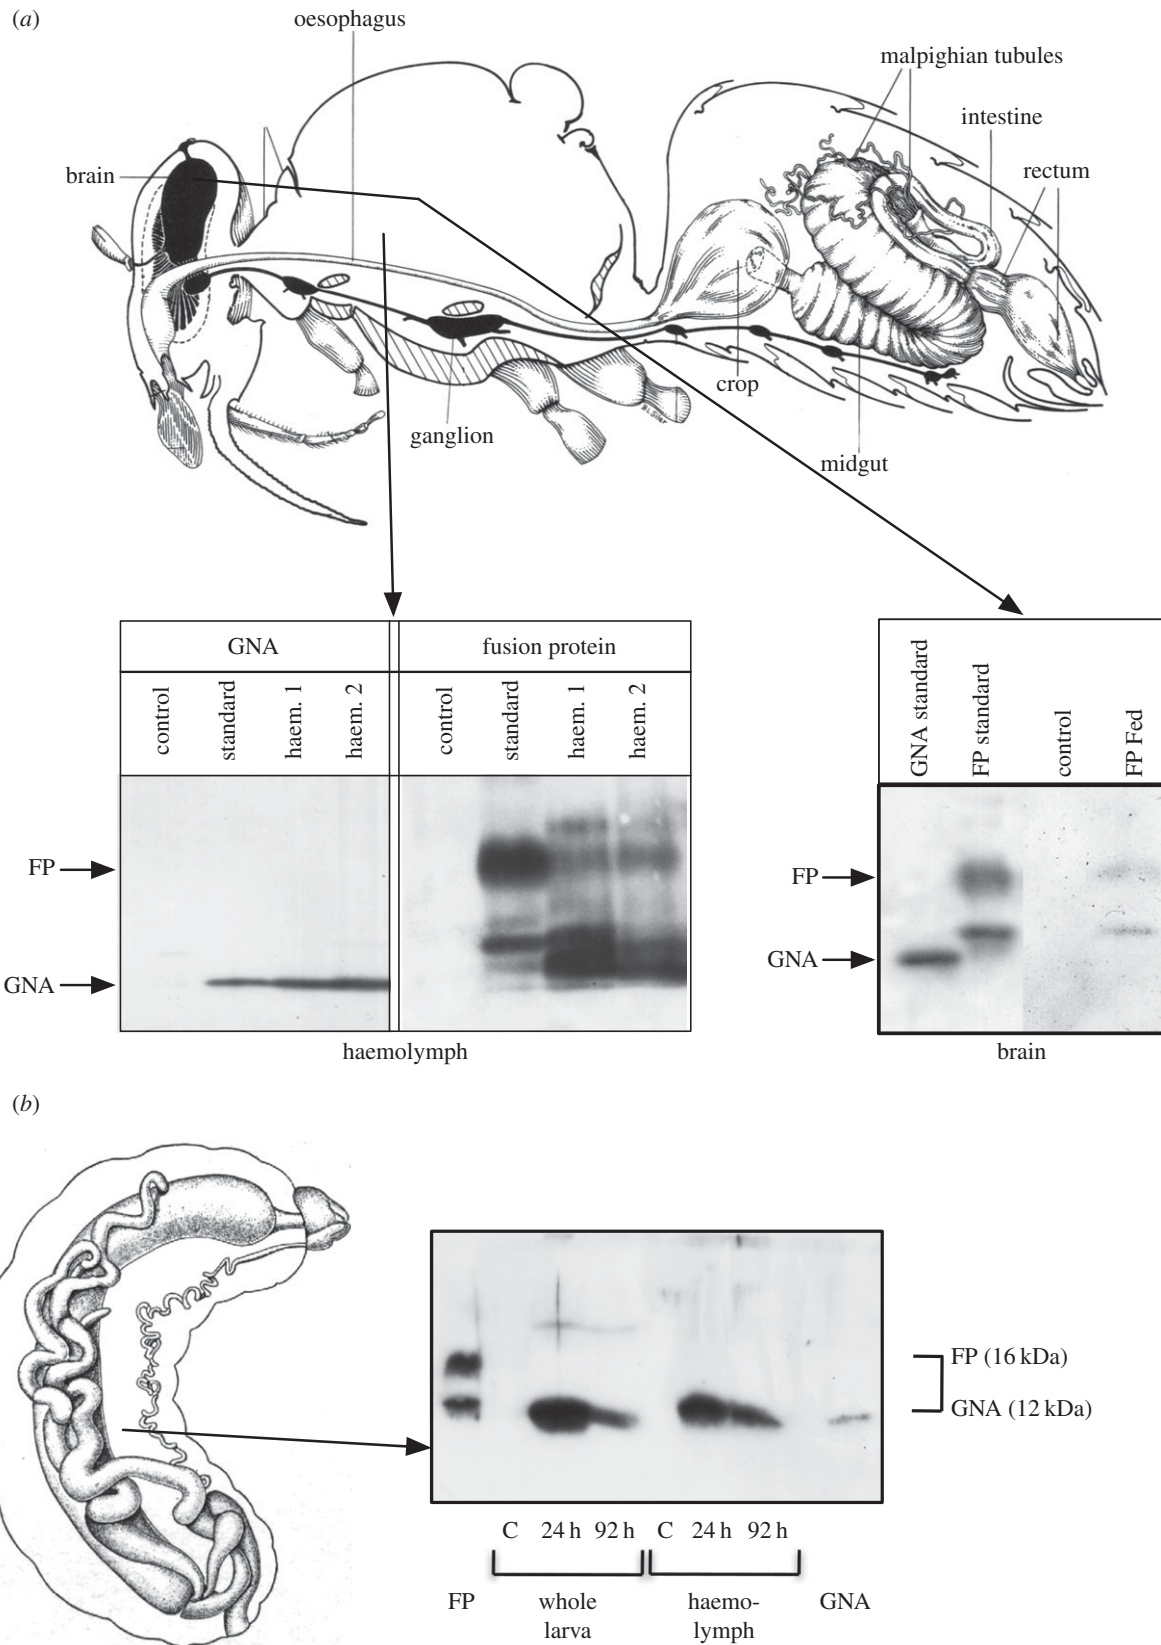 (a)
oesophagus
malpighian tubules
intestine
rectum
brain
crop
ganglion
midgut
GNA
fusion protein
control
standard
haem. 1
haem. 2
control
standard
haem. 1
haem. 2
GNA standard
FP standard
control
FP Fed
FP
GNA
FP
GNA
haemolymph
brain
(b)
FP (16 kDa)
GNA (12 kDa)
C 24 h 92 h C 24 h 92 h
FP whole haemo- GNA
larva lymph